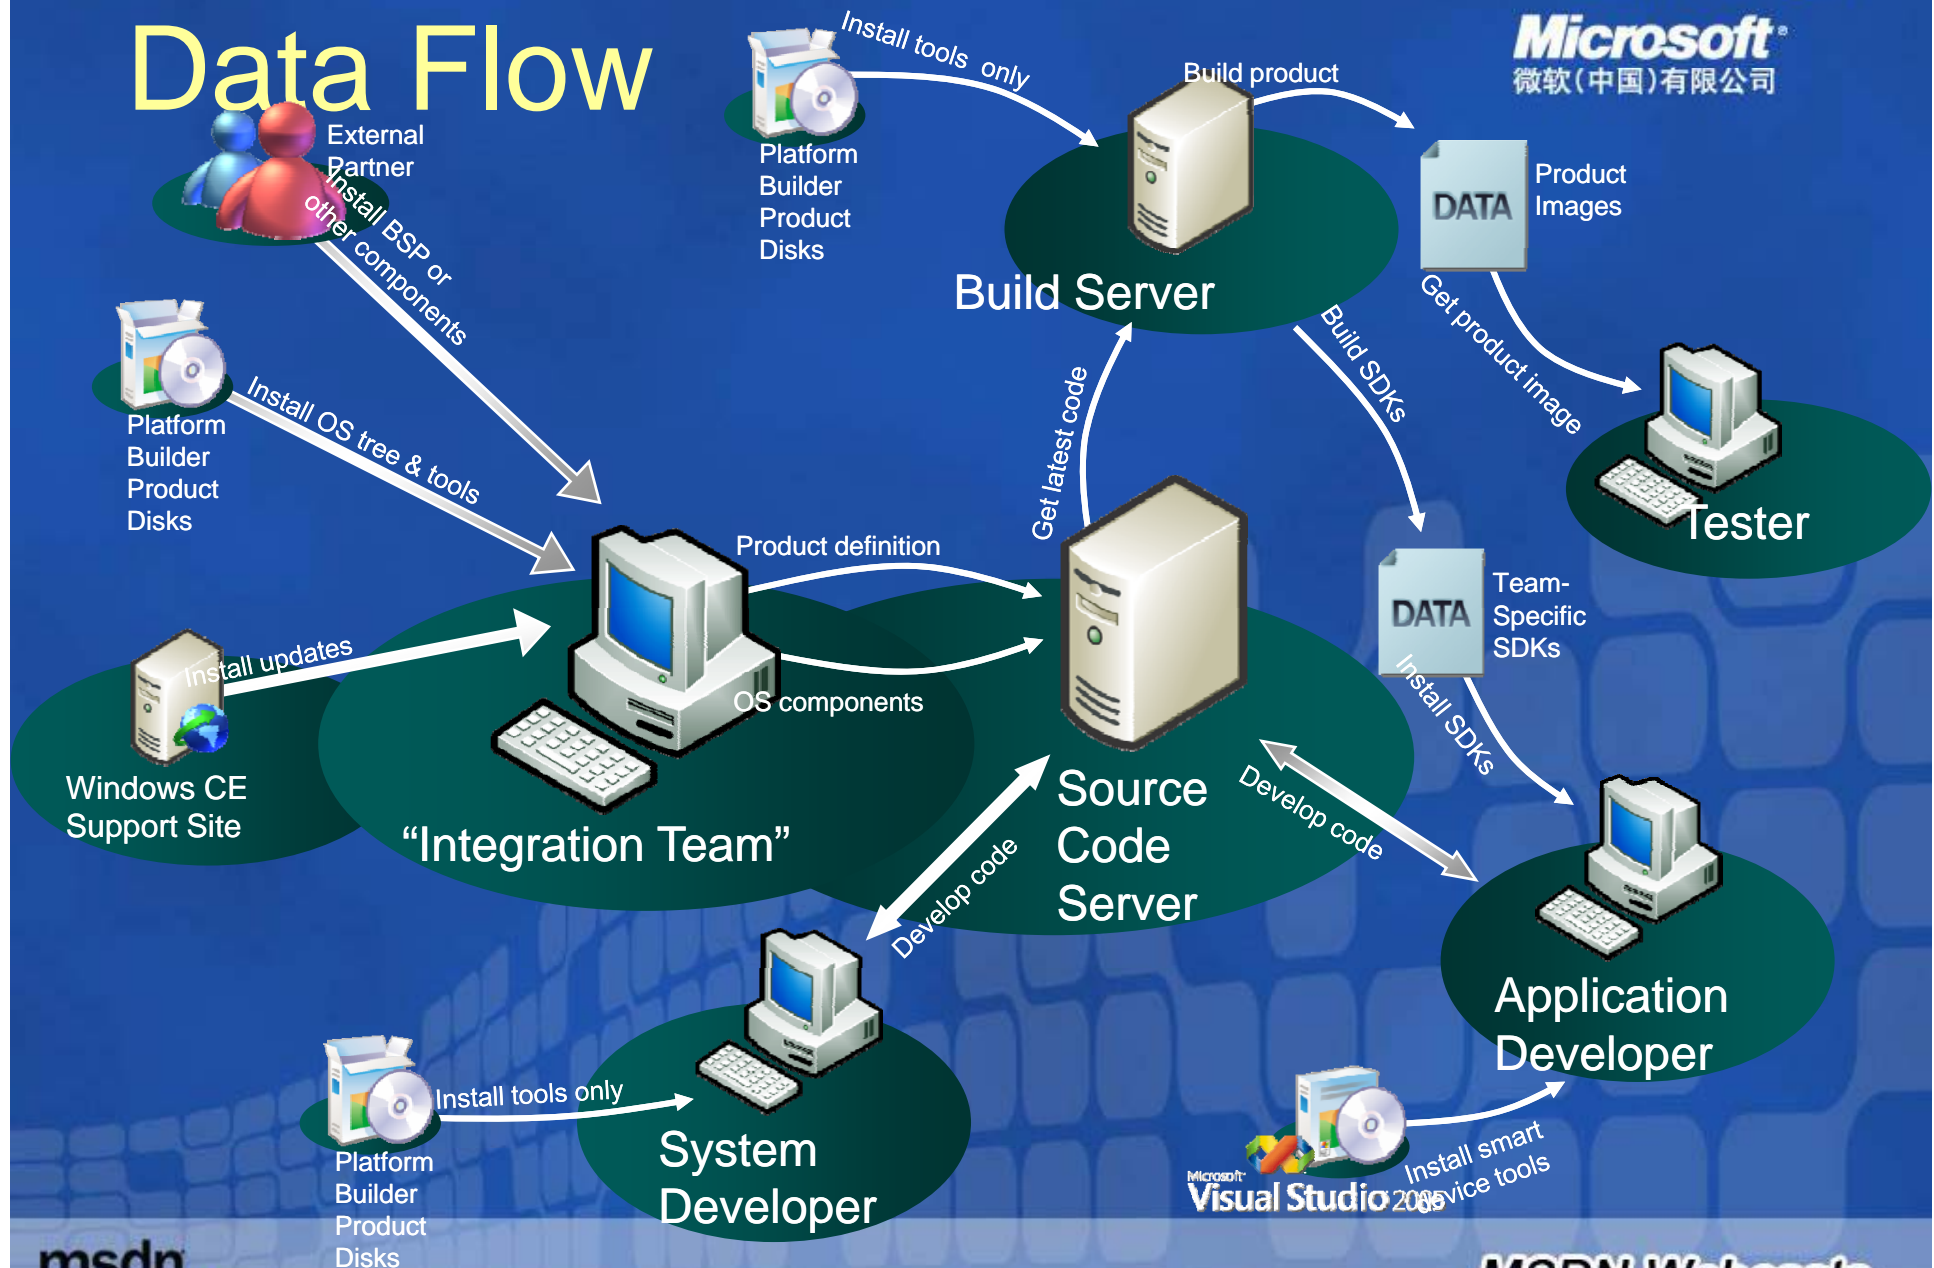 Data Flow
Microsoft®
微软(中国)有限公司
External
Partner
Install BSP or
other components
Install tools only
Platform
Builder
Product
Disks
Build product
Build Server
Product
Images
DATA
Get product image
Tester
Platform
Builder
Product
Disks
Install OS tree & tools
Get latest code
Build SDKs
DATA
Team-
Specific
SDKs
Install SDKs
Product definition
OS components
Install updates
Windows CE
Support Site
“Integration Team”
Source
Code
Server
Develop code
Develop code
Application
Developer
System
Developer
Install tools only
Platform
Builder
Product
Disks
Microsoft
Visual Studio 2005
Install smart
device tools
msdn
MSDN Webcasts